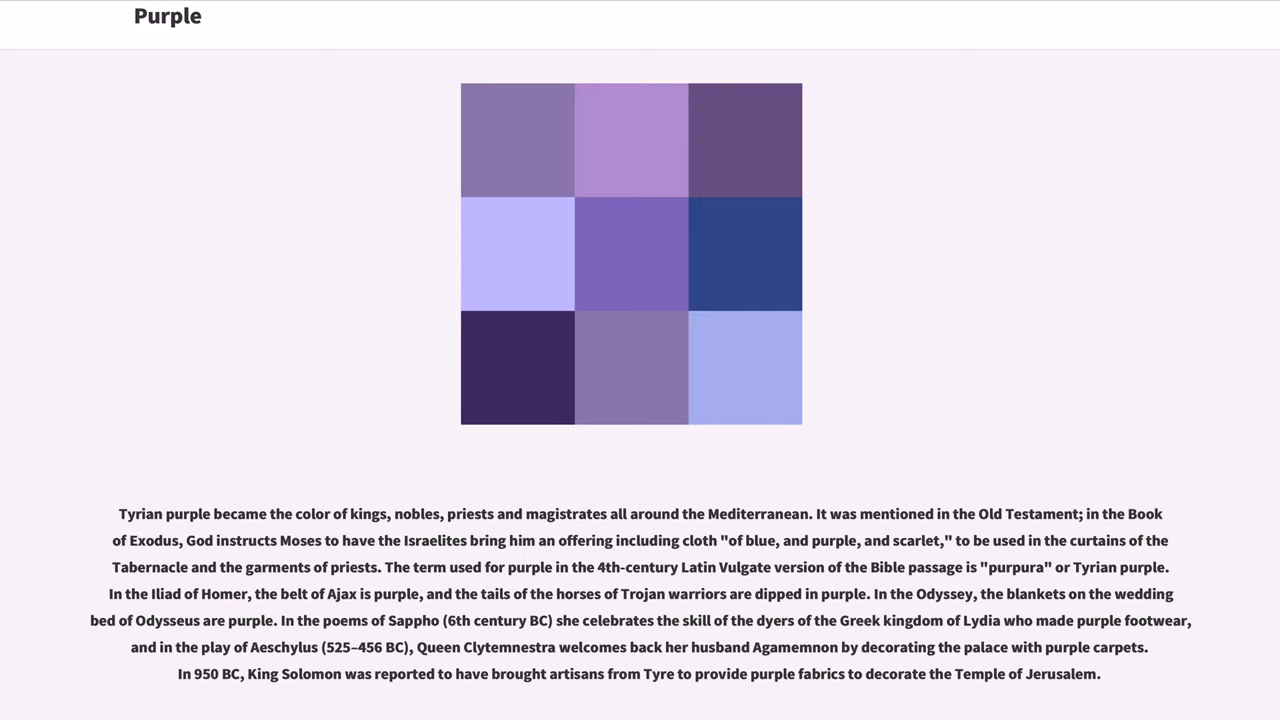 Purple
Tyrian purple became the color of kings, nobles, priests and magistrates all around the Mediterranean. It was mentioned in the Old Testament; in the Book
of Exodus, God instructs Moses to have the Israelites bring him an offering including cloth "of blue, and purple, and scarlet," to be used in the curtains of the
Tabernacle and the garments of priests. The term used for purple in the 4th-century Latin Vulgate version of the Bible passage is "purpura" or Tyrian purple.
In the Iliad of Homer, the belt of Ajax is purple, and the tails of the horses of Trojan warriors are dipped in purple. In the Odyssey, the blankets on the wedding
bed of Odysseus are purple. In the poems of Sappho (6th century BC) she celebrates the skill of the dyers of the Greek kingdom of Lydia who made purple footwear,
and in the play of Aeschylus (525–456 BC), Queen Clytemnestra welcomes back her husband Agamemnon by decorating the palace with purple carpets.
In 950 BC, King Solomon was reported to have brought artisans from Tyre to provide purple fabrics to decorate the Temple of Jerusalem.